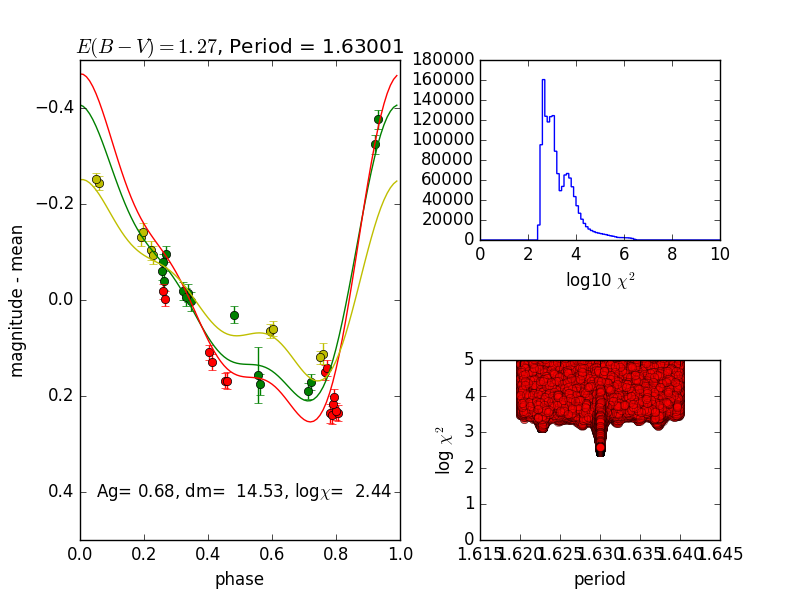 E(B−V)=1.27, Period = 1.63001
magnitude - mean
−0.4
−0.2
0.0
0.2
0.4
Ag= 0.68, dm= 14.53, logχ= 2.44
0.0 0.2 0.4 0.6 0.8 1.0
phase
180000
160000
140000
120000
100000
80000
60000
40000
20000
0
0 2 4 6 8 10
log10 χ²
log χ²
5
4
3
2
1
0
1.615 1.620 1.625 1.630 1.635 1.640 1.645
period